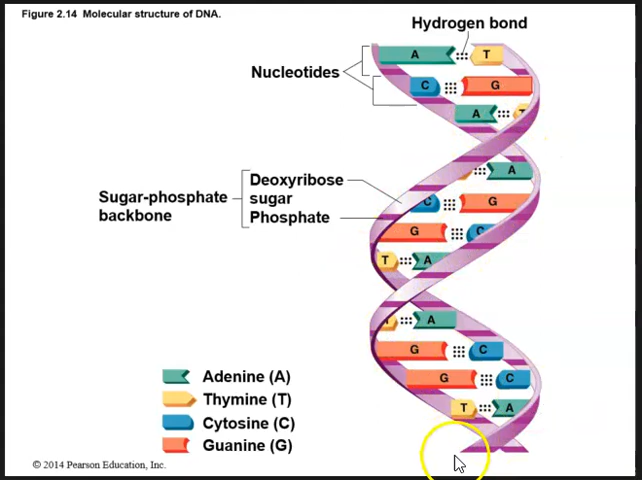 Figure 2.14 Molecular structure of DNA.
Hydrogen bond
A T
Nucleotides
C G
A T
A
Deoxyribose
sugar
Phosphate
Sugar-phosphate
backbone
C G
G C
T A
A
G C
G C
T A
Adenine (A)
Thymine (T)
Cytosine (C)
Guanine (G)
© 2014 Pearson Education, Inc.